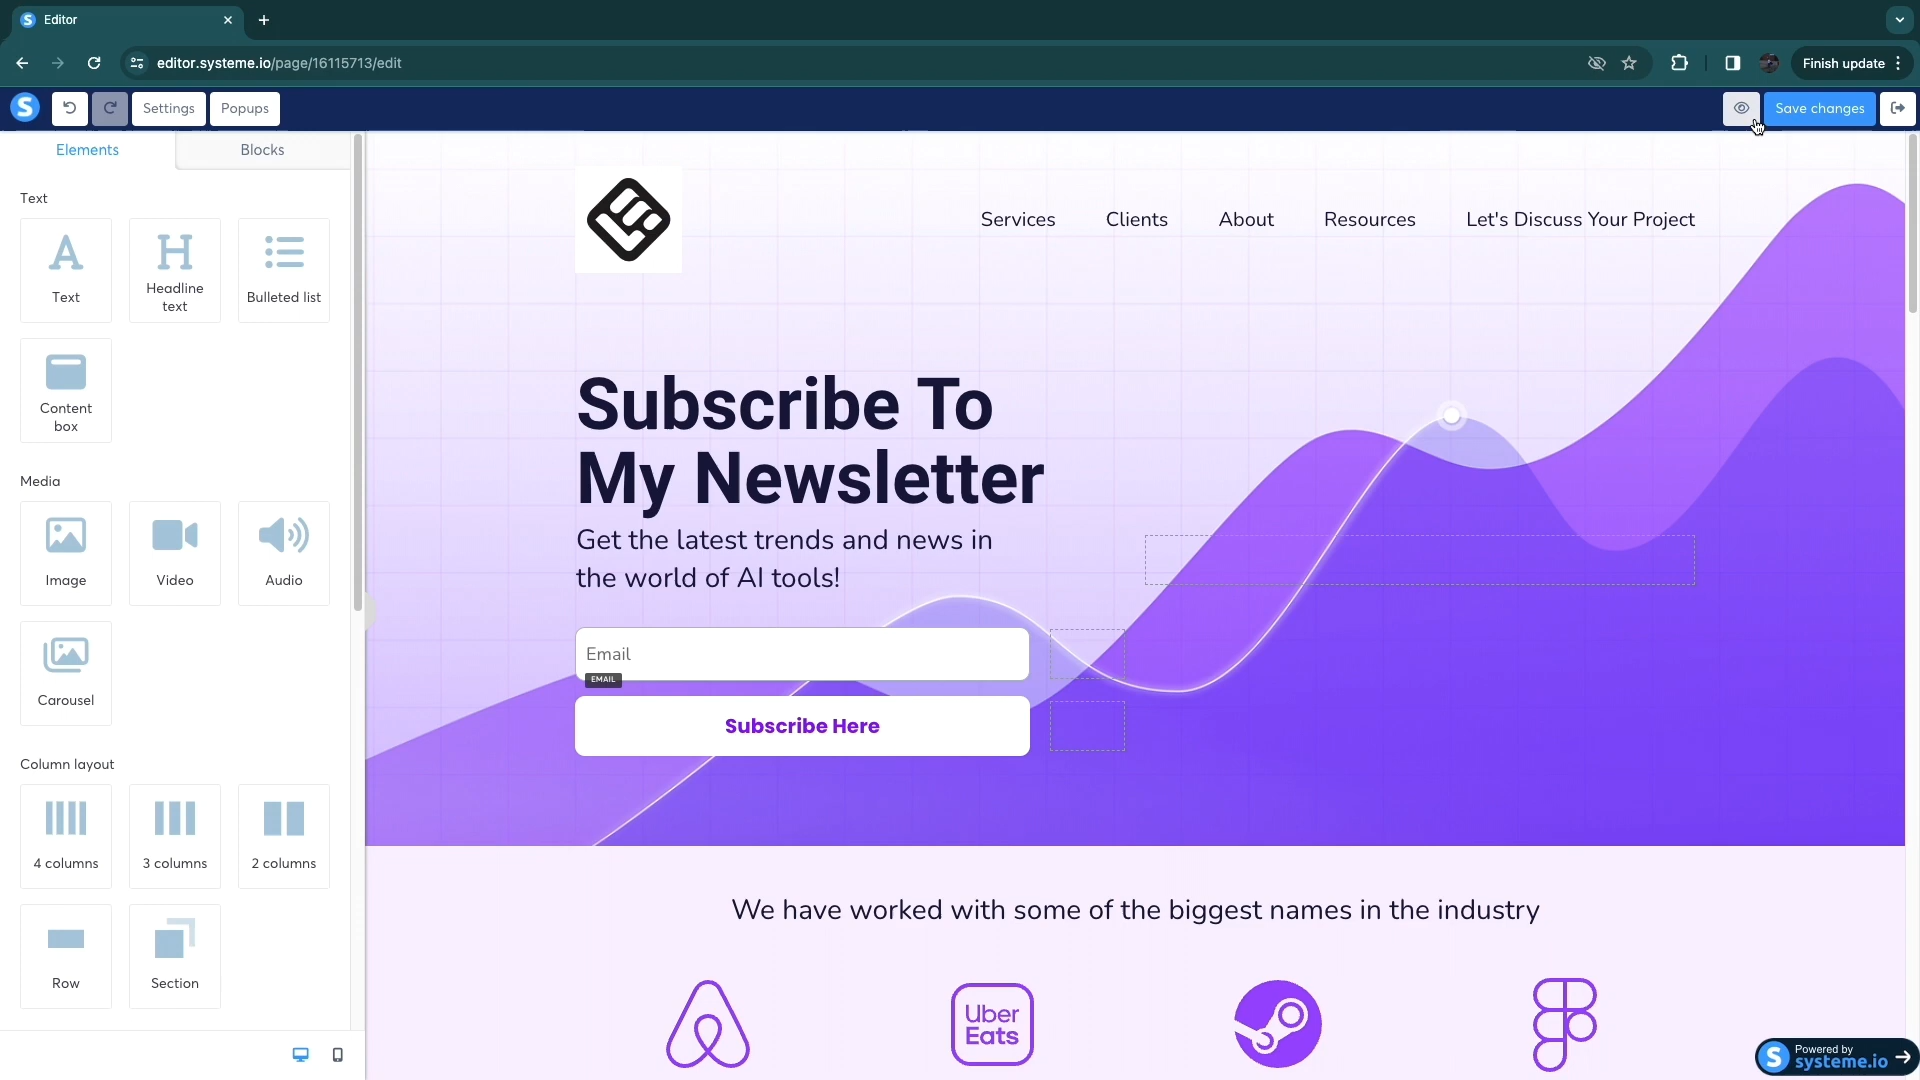 Editor
editor.systeme.io/page/16115713/edit
Finish update
Settings
Popups
Save changes
Elements
Blocks
Text
Text
Headline
text
Bulleted list
Content
box
Media
Image
Video
Audio
Carousel
Column layout
4 columns
3 columns
2 columns
Row
Section
Services
Clients
About
Resources
Let's Discuss Your Project
Subscribe To
My Newsletter
Get the latest trends and news in
the world of AI tools!
Email
EMAIL
Subscribe Here
We have worked with some of the biggest names in the industry
Uber
Eats
Powered by
systeme.io